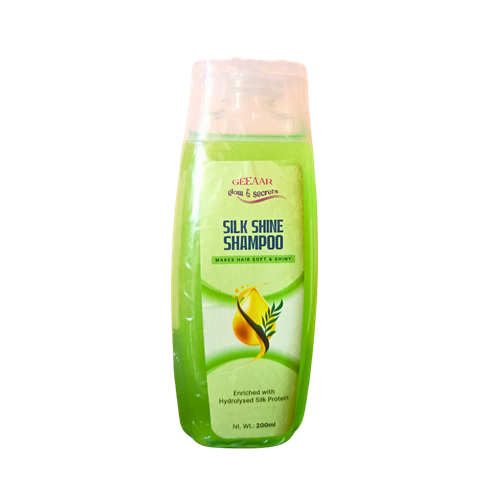 GEEAAR
glow & secrets
SILK SHINE
SHAMPOO
MAKES HAIR SOFT & SHINY
Enriched with
Hydrolysed Silk Protein
Nt. Wt.: 200ml